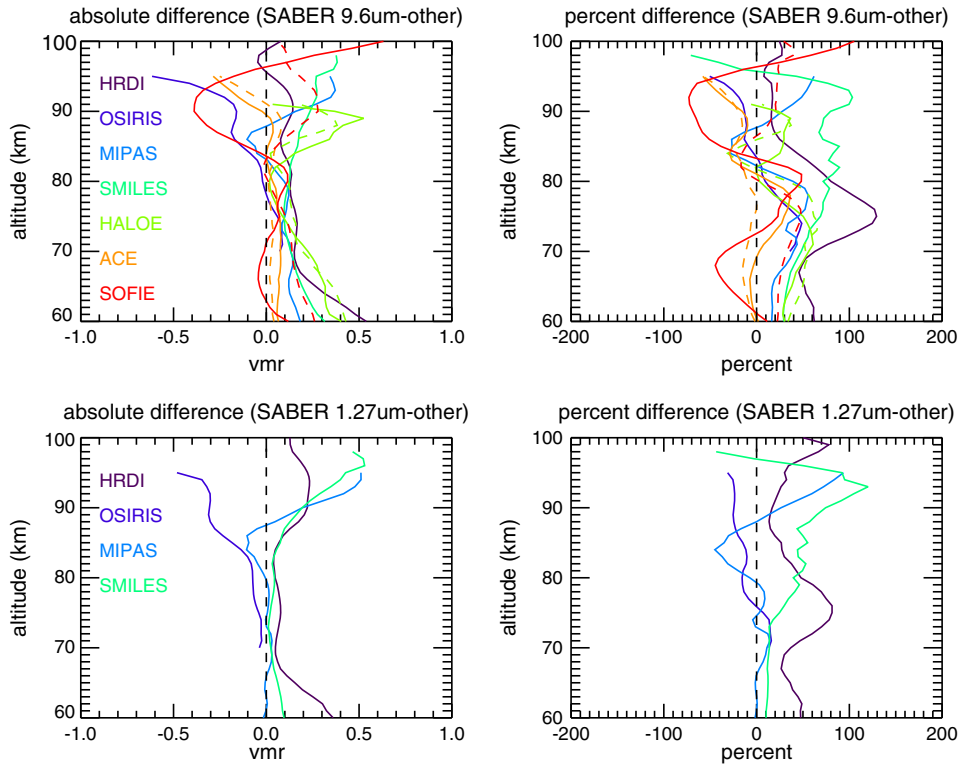 absolute difference (SABER 9.6um-other)
100
90
80
70
60
altitude (km)
HRDI
OSIRIS
MIPAS
SMILES
HALOE
ACE
SOFIE
-1.0
-0.5
0.0
0.5
1.0
vmr
percent difference (SABER 9.6um-other)
100
90
80
70
60
altitude (km)
-200
-100
0
100
200
percent
absolute difference (SABER 1.27um-other)
100
90
80
70
60
altitude (km)
HRDI
OSIRIS
MIPAS
SMILES
-1.0
-0.5
0.0
0.5
1.0
vmr
percent difference (SABER 1.27um-other)
100
90
80
70
60
altitude (km)
-200
-100
0
100
200
percent